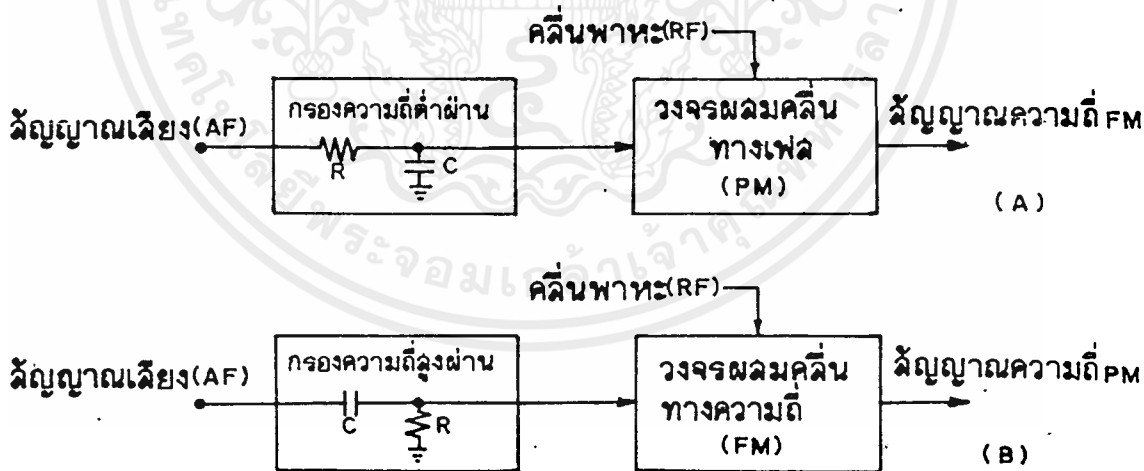 คลื่นพาหะ(RF)
สัญญาณเสียง(AF)
กรองความถี่ต่ำผ่าน
R
C
วงจรผสมคลื่น
ทางเฟส
(PM)
สัญญาณความถี่ FM
(A)
คลื่นพาหะ(RF)
สัญญาณเสียง(AF)
กรองความถี่สูงผ่าน
C
R
วงจรผสมคลื่น
ทางความถี่
(FM)
สัญญาณความถี่ PM
(B)